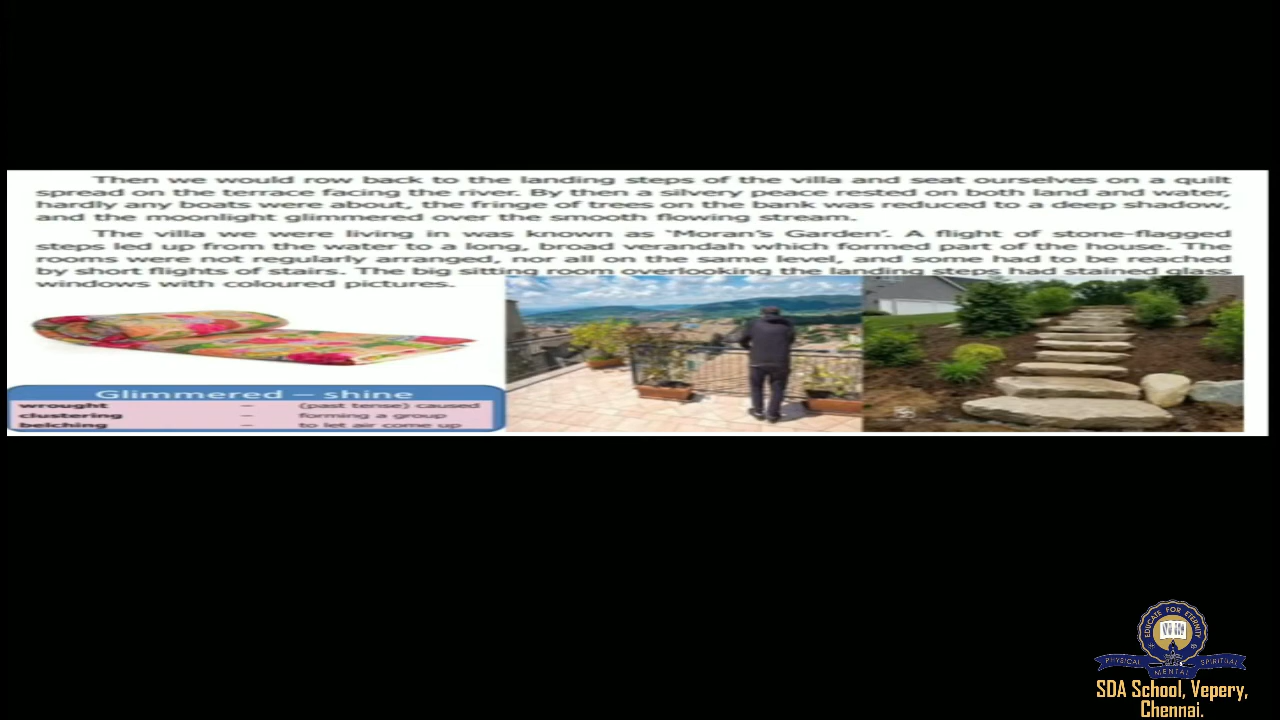 Then we would row back to the landing steps of the villa and seat ourselves on a quilt
spread on the terrace facing the river. By then a silvery peace rested on both land and water,
hardly any boats were about, the fringe of trees on the bank was reduced to a deep shadow,
and the moonlight glimmered over the smooth flowing stream.
The villa we were living in was known as 'Moran's Garden'. A flight of stone-flagged
steps led up from the water to a long, broad verandah which formed part of the house. The
rooms were not regularly arranged, nor all on the same level, and some had to be reached
by short flights of stairs. The big sitting room overlooking the landing steps had stained glass
windows with coloured pictures.
Glimmered – shine
wrought – (past tense) caused
clustering – forming a group
belching – to let air come up
EDUCATE FOR ETERNITY
PHYSICAL MENTAL SPIRITUAL
SDA School, Vepery,
Chennai.